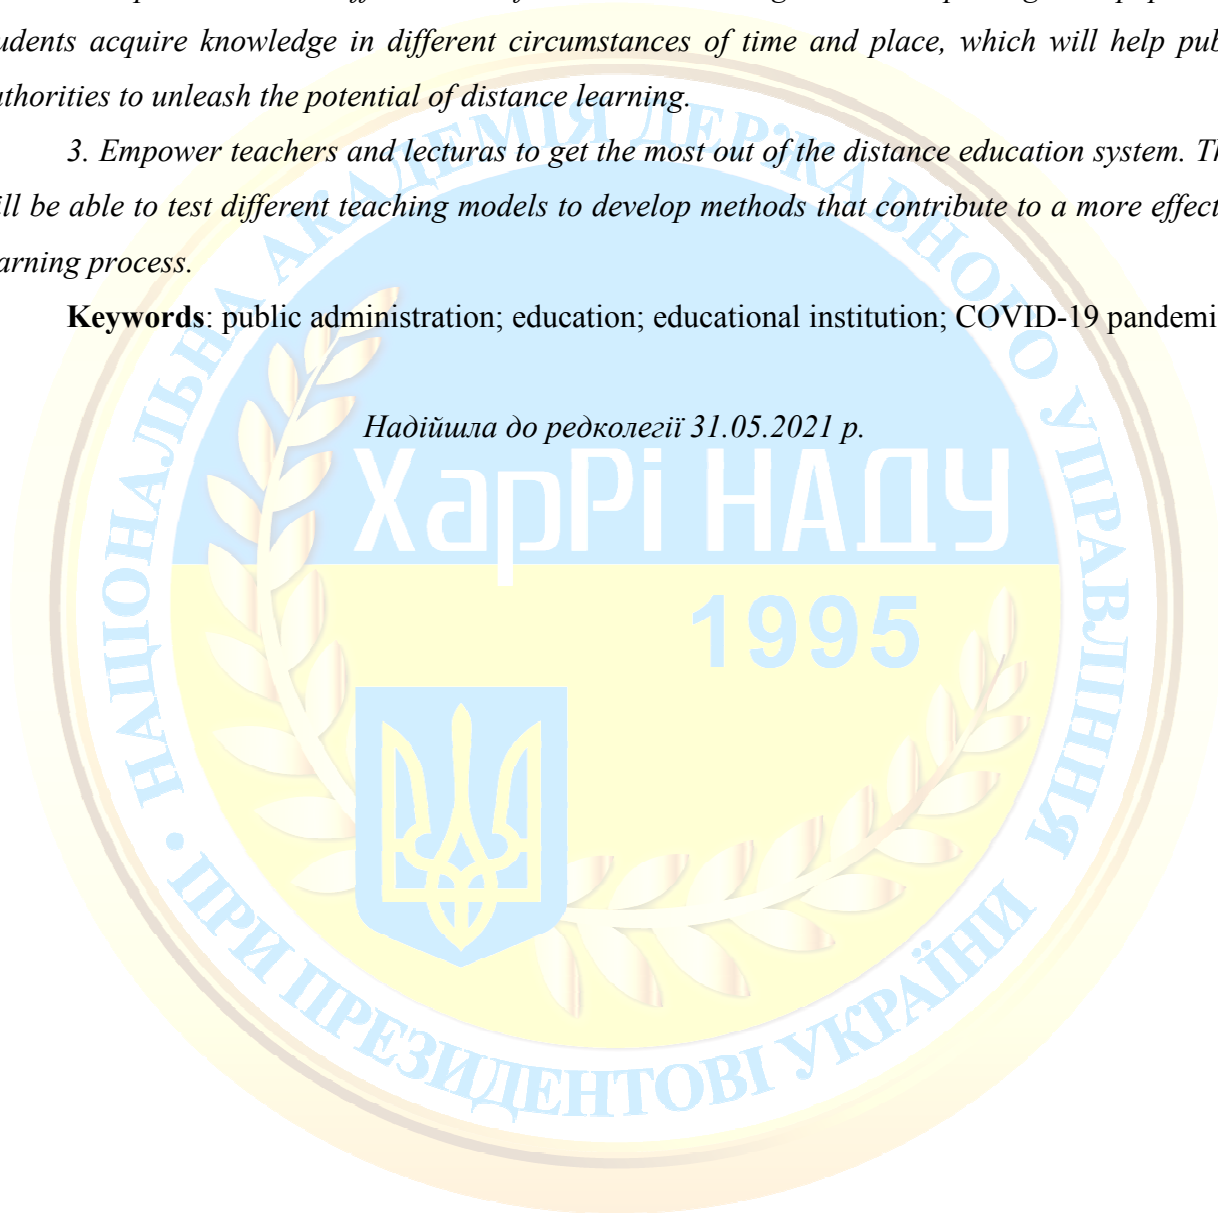 udents acquire knowledge in different circumstances of time and place, which will help pub
uthorities to unleash the potential of distance learning.
3. Empower teachers and lecturas to get the most out of the distance education system. Th
ill be able to test different teaching models to develop methods that contribute to a more effect
arning process.
Keywords: public administration; education; educational institution; COVID-19 pandemi
Надійшла до редколегії 31.05.2021 р.
НАЦІОНАЛЬНА АКАДЕМІЯ ДЕРЖАВНОГО УПРАВЛІННЯ
ХарРі НАДУ
1995
• ПРИ ПРЕЗИДЕНТОВІ УКРАЇНИ